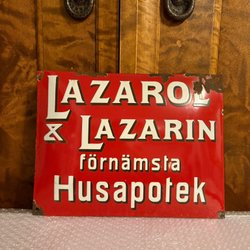 LAZAROL
& LAZARIN
förnämsta
Husapotek